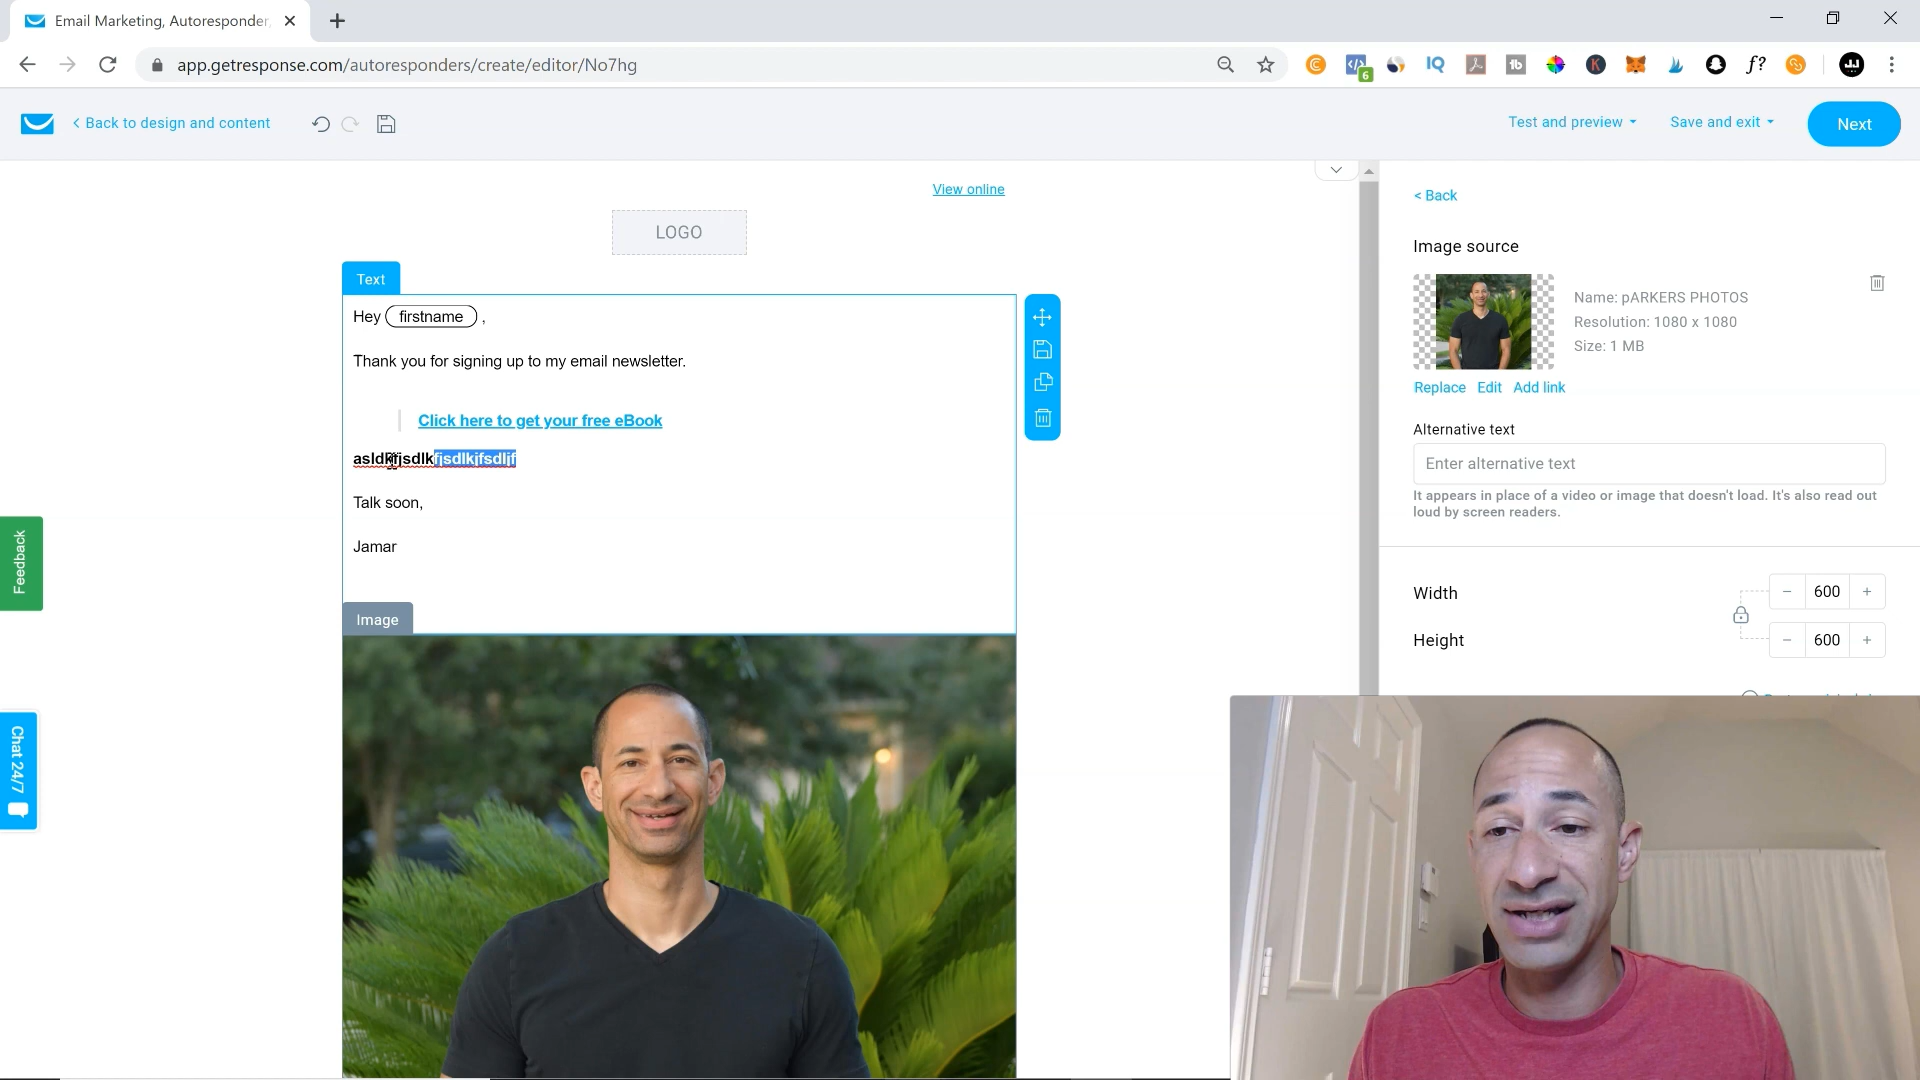 Email Marketing, Autoresponder,
app.getresponse.com/autoresponders/create/editor/No7hg
6
IQ
tb
K
f?
JJ
< Back to design and content
Test and preview
Save and exit
Next
View online
LOGO
Text
Hey firstname ,
Thank you for signing up to my email newsletter.
Click here to get your free eBook
asldkfjsdlkfjsdlkjfsdljf
Talk soon,
Jamar
Image
Feedback
Chat 24/7
< Back
Image source
Name: pARKERS PHOTOS
Resolution: 1080 x 1080
Size: 1 MB
Replace Edit Add link
Alternative text
Enter alternative text
It appears in place of a video or image that doesn't load. It's also read out
loud by screen readers.
Width
− 600 +
Height
− 600 +